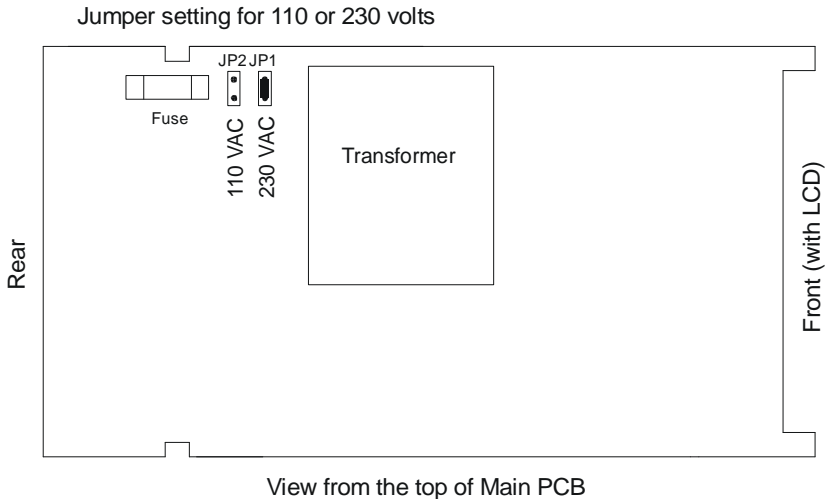 Jumper setting for 110 or 230 volts
JP2 JP1
Fuse
110 VAC
230 VAC
Transformer
Rear
Front (with LCD)
View from the top of Main PCB